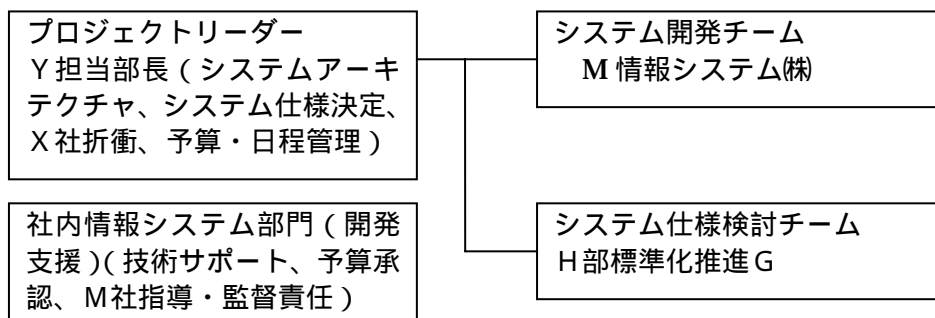 プロジェクトリーダー
Y担当部長(システムアーキ
テクチャ、システム仕様決定、
X社折衝、予算・日程管理)
システム開発チーム
M 情報システム㈱
社内情報システム部門(開発
支援)(技術サポート、予算承
認、M社指導・監督責任)
システム仕様検討チーム
H部標準化推進G